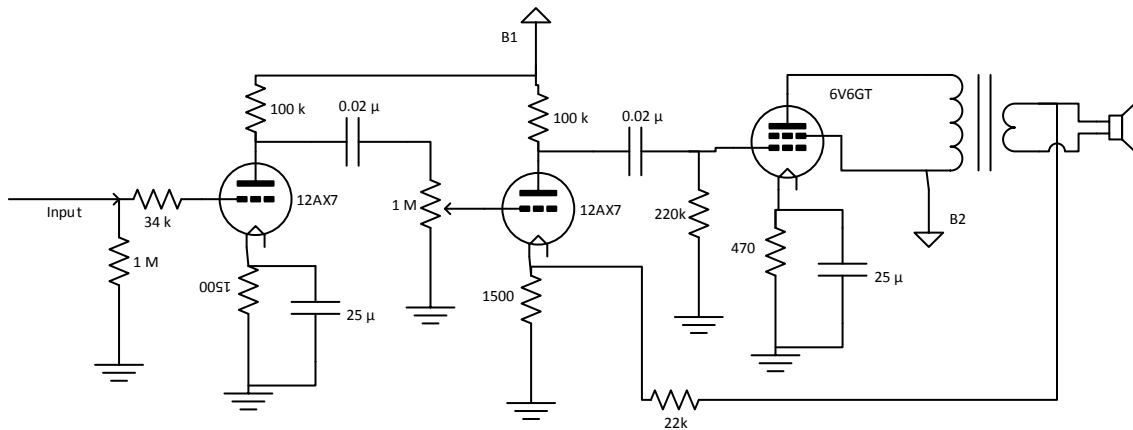 B1
100 k
0.02 µ
100 k
0.02 µ
6V6GT
12AX7
1 M
12AX7
Input
34 k
1 M
220k
B2
1500
25 µ
1500
470
25 µ
22k